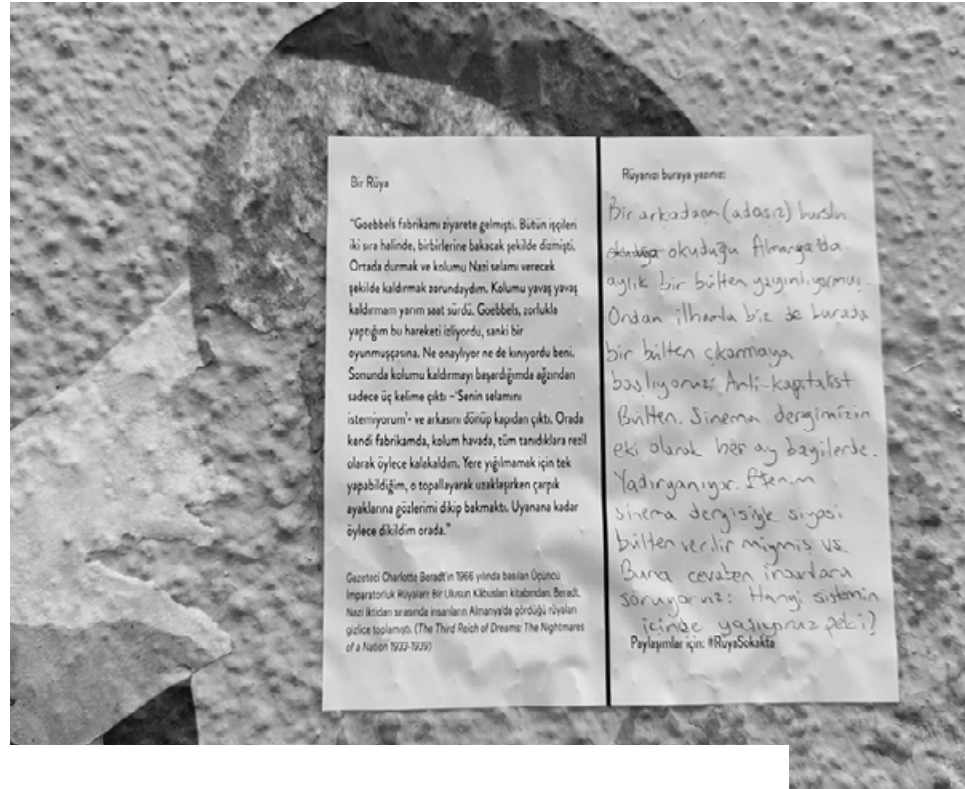 Bir Rüya
"Goebbels fabrikamı ziyarete gelmişti. Bütün işçileri
iki sıra halinde, birbirlerine bakacak şekilde dizmişti.
Ortada durmak ve kolumu Nazi selamı verecek
şekilde kaldırmak zorundaydım. Kolumu yavaş yavaş
kaldırmam yarım saat sürdü. Goebbels, zorlukla
yaptığım bu hareketi izliyordu, sanki bir
oyunmuşçasına. Ne onaylıyor ne de kınıyordu beni.
Sonunda kolumu kaldırmayı başardığımda ağzından
sadece üç kelime çıktı –'Senin selamını
istemiyorum'- ve arkasını dönüp kapıdan çıktı. Orada
kendi fabrikamda, kolum havada, tüm tanıdıklara rezil
olarak öylece kalakaldım. Yere yığılmamak için tek
yapabildiğim, o topallayarak uzaklaşırken çarpık
ayaklarına gözlerimi dikip bakmaktı. Uyanana kadar
öylece dikildim orada."
Gazeteci Charlotte Beradt'ın 1966 yılında basılan Üçüncü
İmparatorluk Rüyaları: Bir Ulusun Kâbusları kitabından. Beradt,
Nazi iktidarı sırasında insanların Almanya'da gördüğü rüyaları
gizlice toplamıştı. (The Third Reich of Dreams: The Nightmares
of a Nation 1933-1939)
Rüyanızı buraya yazınız:
Bir arkadaşın (adasız) burslu
okuduğu Almanya'da
aylık bir bülten yayınlıyormuş.
Ondan ilhamla biz de burada
bir bülten çıkarmaya
başlıyoruz: Anti-kapitalist
Bülten. Sinema dergimizin
eki olarak her ay bayilerde.
Yadırganıyor.
sinema dergisiyle siyasi
bülten verilir miymiş vs.
Buna cevaben insanlara
soruyoruz: Hangi sistemin
içinde yaşıyoruz peki?
Paylaşımlar için: #RüyaSokakta